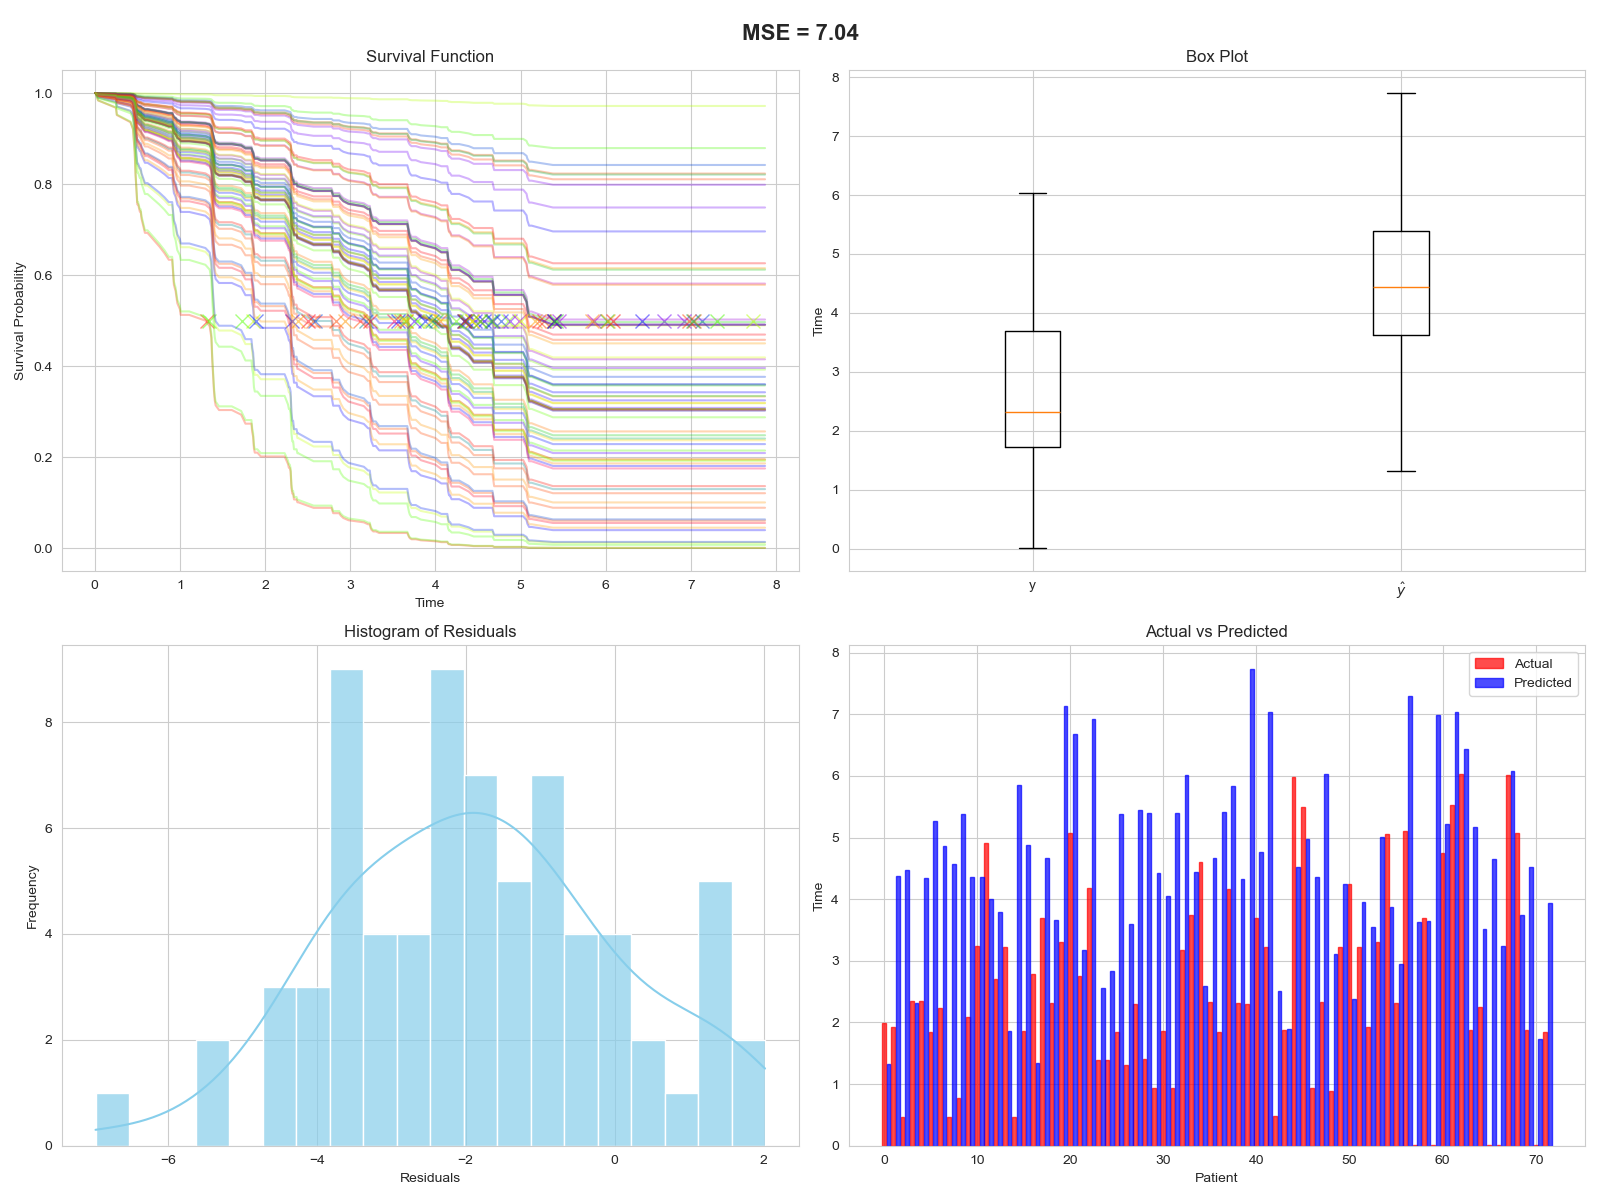 MSE = 7.04
Survival Function
Survival Probability
1.0
0.8
0.6
0.4
0.2
0.0
0 1 2 3 4 5 6 7 8
Time
Box Plot
Time
8
7
6
5
4
3
2
1
0
y ŷ
Histogram of Residuals
Frequency
8
6
4
2
0
−6 −4 −2 0 2
Residuals
Actual vs Predicted
Time
8
7
6
5
4
3
2
1
0
Actual
Predicted
0 10 20 30 40 50 60 70
Patient